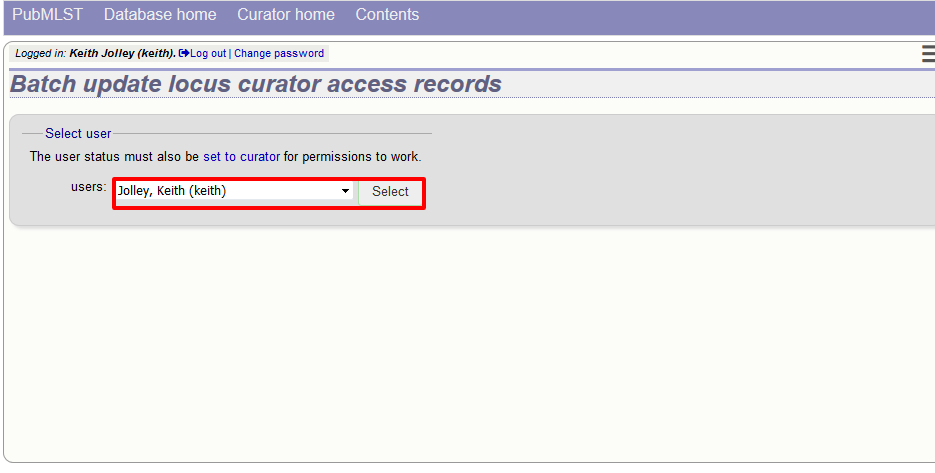 PubMLST Database home Curator home Contents
Logged in: Keith Jolley (keith). Log out | Change password
Batch update locus curator access records
Select user
The user status must also be set to curator for permissions to work.
users: Jolley, Keith (keith) Select